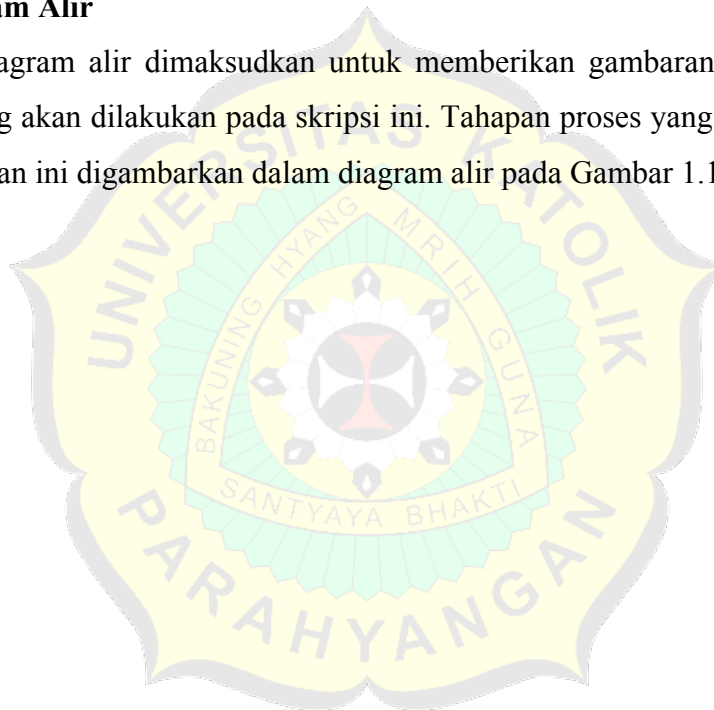 am Alir
agram alir dimaksudkan untuk memberikan gambaran
g akan dilakukan pada skripsi ini. Tahapan proses yang
an ini digambarkan dalam diagram alir pada Gambar 1.1
UNIVERSITAS KATOLIK
BAKUNING HYANG MRIH GUNA
SANTYAYA BHAKTI
PARAHYANGAN